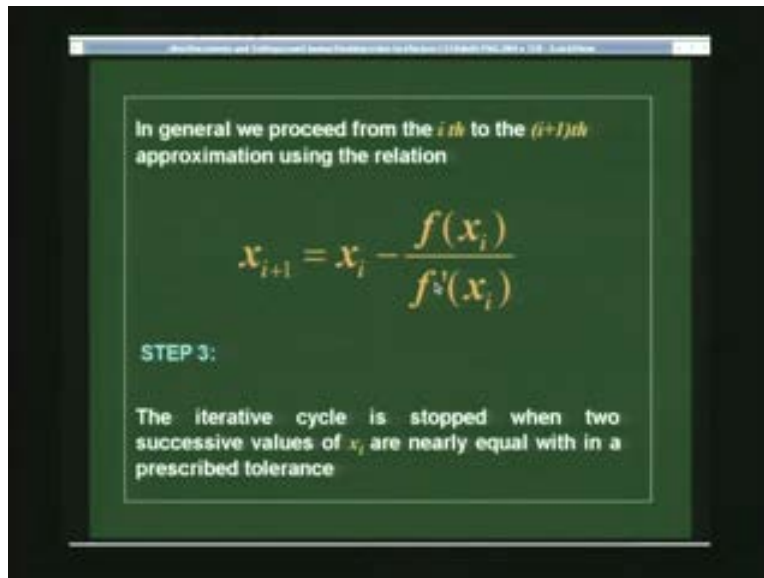 In general we proceed from the i th to the (i+1)th
approximation using the relation
x_{i+1} = x_i - f(x_i) / f'(x_i)
STEP 3:
The iterative cycle is stopped when two
successive values of x_i are nearly equal with in a
prescribed tolerance